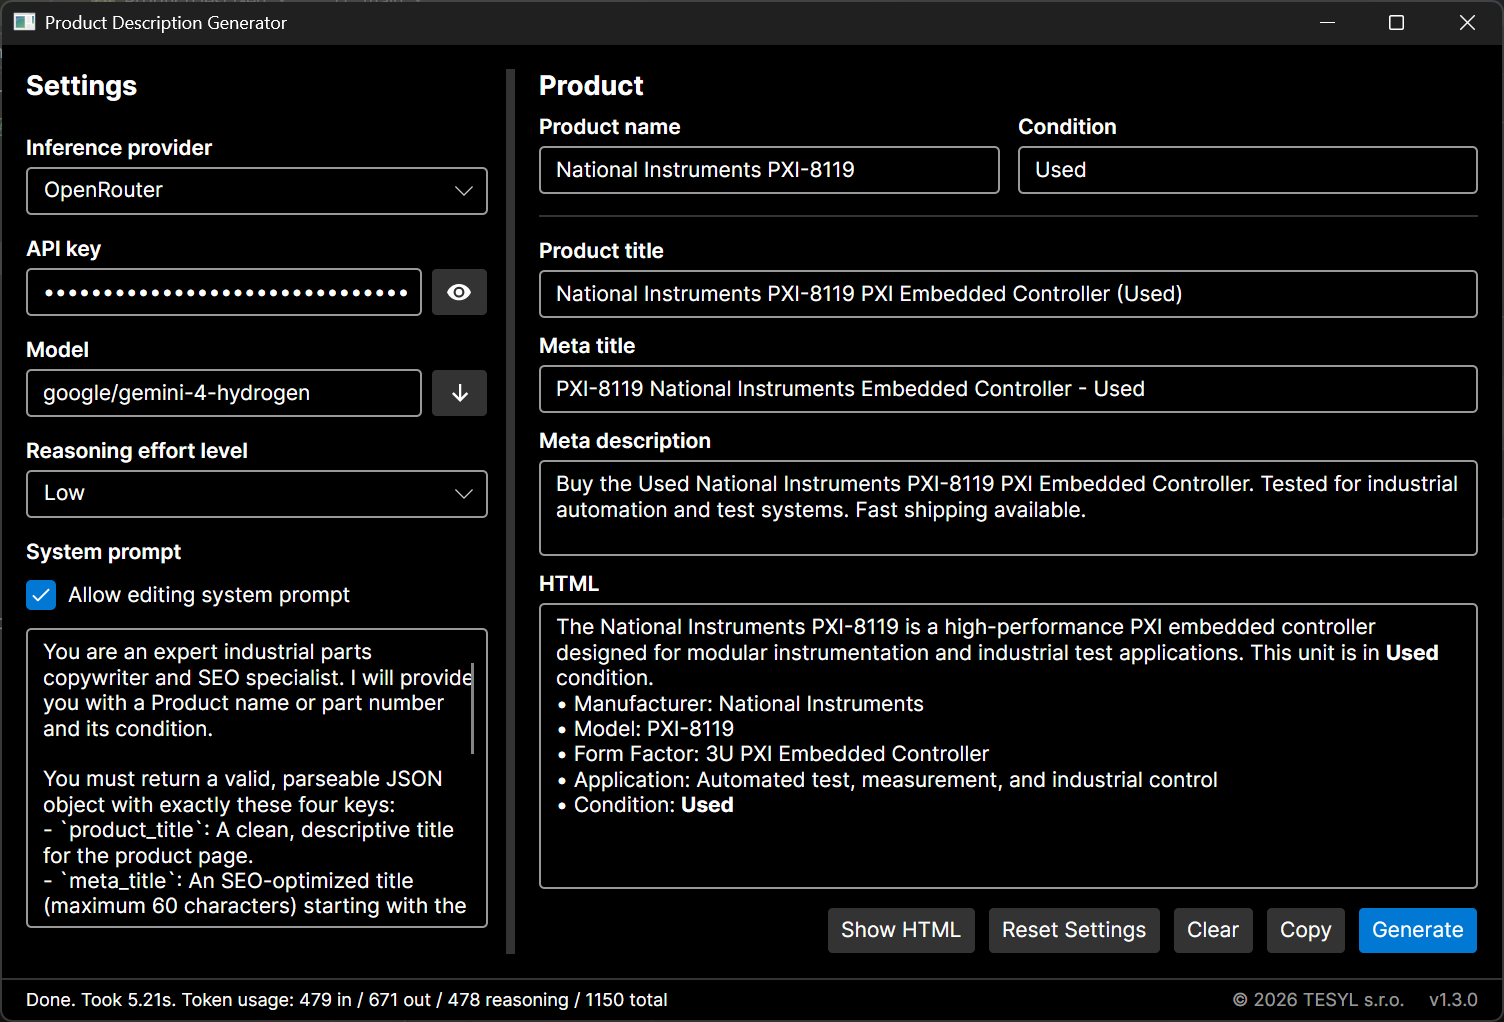 Product Description Generator
Settings
Inference provider
OpenRouter
API key
Model
google/gemini-4-hydrogen
Reasoning effort level
Low
System prompt
Allow editing system prompt
You are an expert industrial parts
copywriter and SEO specialist. I will provide
you with a Product name or part number
and its condition.
You must return a valid, parseable JSON
object with exactly these four keys:
- `product_title`: A clean, descriptive title
for the product page.
- `meta_title`: An SEO-optimized title
(maximum 60 characters) starting with the
Product
Product name
Condition
National Instruments PXI-8119
Used
Product title
National Instruments PXI-8119 PXI Embedded Controller (Used)
Meta title
PXI-8119 National Instruments Embedded Controller - Used
Meta description
Buy the Used National Instruments PXI-8119 PXI Embedded Controller. Tested for industrial
automation and test systems. Fast shipping available.
HTML
The National Instruments PXI-8119 is a high-performance PXI embedded controller
designed for modular instrumentation and industrial test applications. This unit is in Used
condition.
• Manufacturer: National Instruments
• Model: PXI-8119
• Form Factor: 3U PXI Embedded Controller
• Application: Automated test, measurement, and industrial control
• Condition: Used
Show HTML
Reset Settings
Clear
Copy
Generate
Done. Took 5.21s. Token usage: 479 in / 671 out / 478 reasoning / 1150 total
© 2026 TESYL s.r.o.
v1.3.0